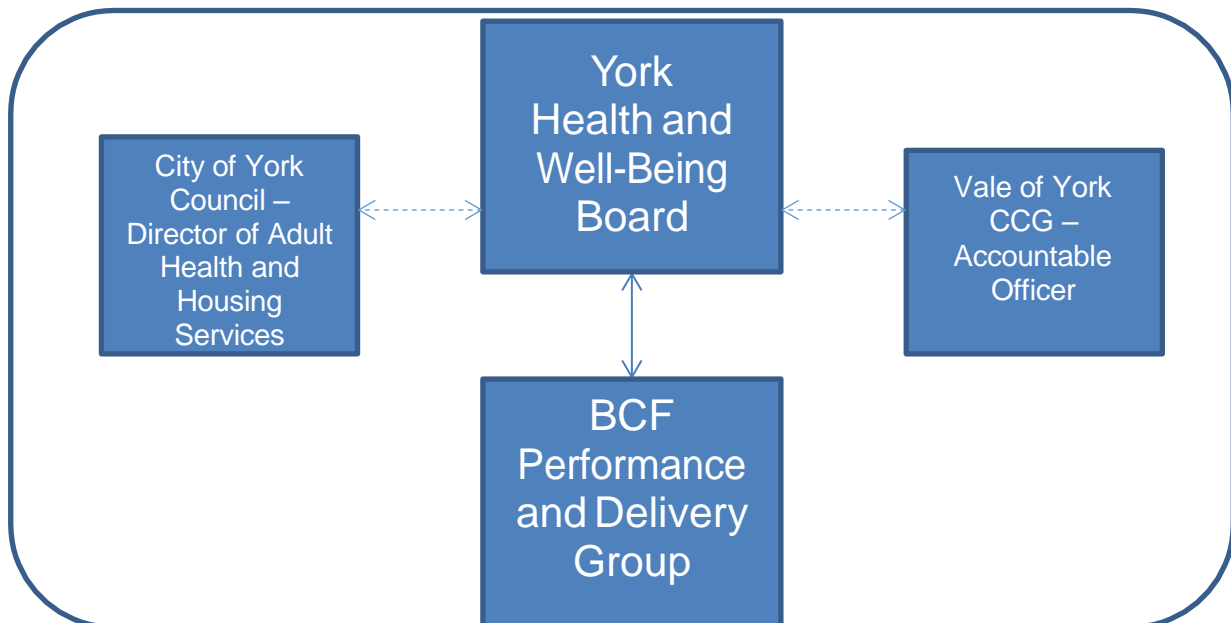 York
Health and
Well-Being
Board
City of York
Council –
Director of Adult
Health and
Housing
Services
Vale of York
CCG –
Accountable
Officer
BCF
Performance
and Delivery
Group